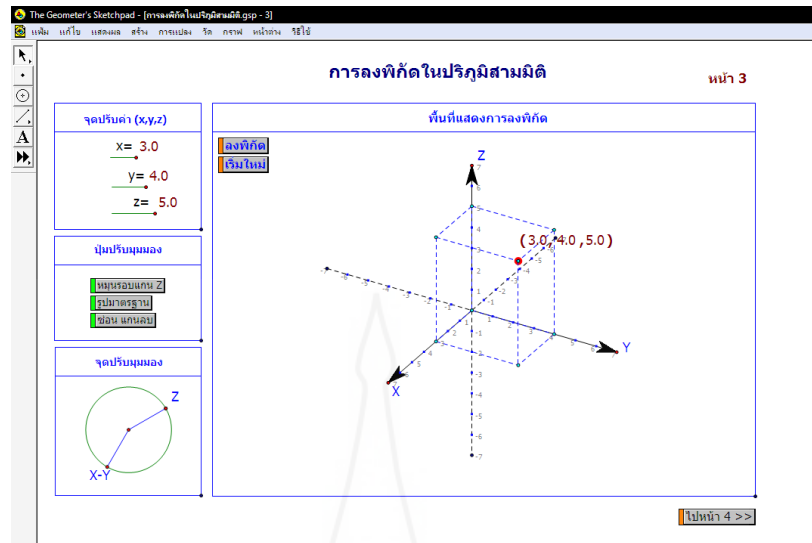 The Geometer's Sketchpad - [การลงพิกัดในปริภูมิสามมิติ.gsp - 3]
แฟ้ม แก้ไข แสดงผล สร้าง การแปลง วัด กราฟ หน้าต่าง วิธีใช้
การลงพิกัดในปริภูมิสามมิติ
หน้า 3
จุดปรับค่า (x,y,z)
x= 3.0
y= 4.0
z= 5.0
ปุ่มปรับมุมมอง
หมุนรอบแกน Z
รูปมาตรฐาน
ซ่อน แกนลบ
จุดปรับมุมมอง
Z
X-Y
พื้นที่แสดงการลงพิกัด
ลงพิกัด
เริ่มใหม่
Z
(3.0, 4.0 ,5.0)
Y
X
ไปหน้า 4 >>
A